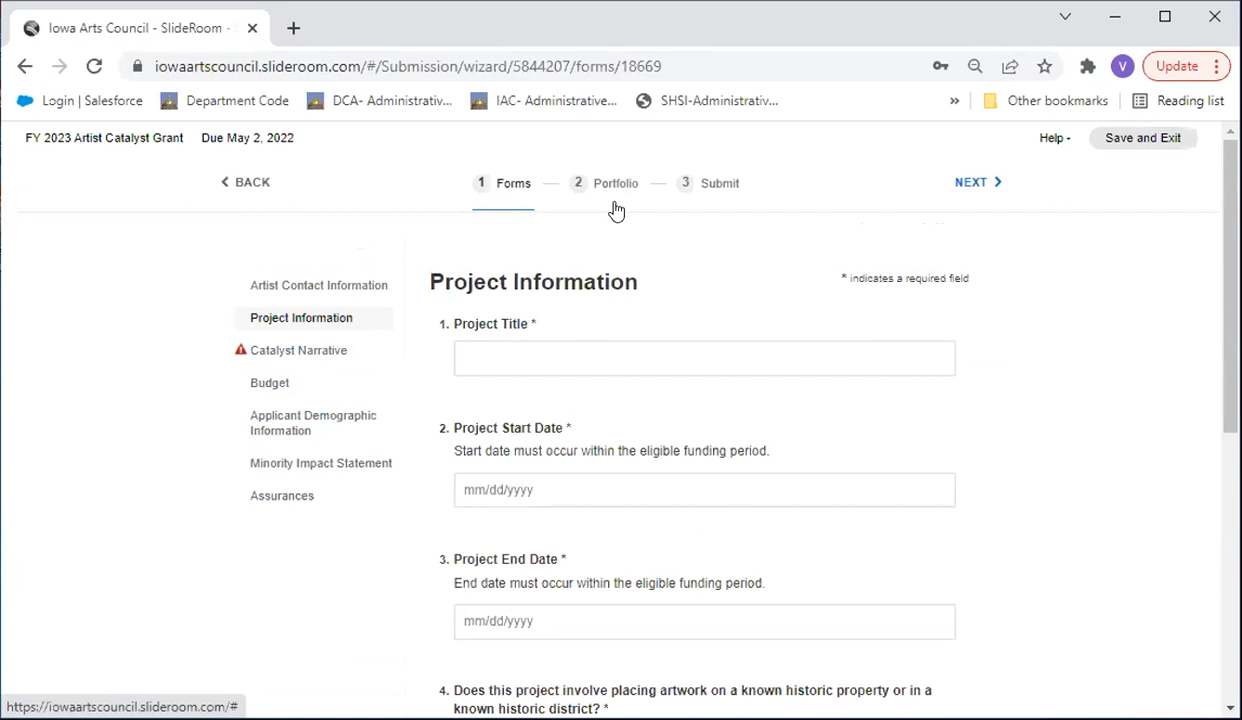 Iowa Arts Council - SlideRoom -
iowaartscouncil.slideroom.com/#/Submission/wizard/5844207/forms/18669
V
Update
Login | Salesforce
Department Code
DCA- Administrativ...
IAC- Administrative...
SHSI-Administrativ...
»
Other bookmarks
Reading list
FY 2023 Artist Catalyst Grant
Due May 2, 2022
Help
Save and Exit
BACK
1 Forms
2 Portfolio
3 Submit
NEXT
Artist Contact Information
Project Information
Catalyst Narrative
Budget
Applicant Demographic
Information
Minority Impact Statement
Assurances
Project Information
* indicates a required field
1. Project Title *
2. Project Start Date *
Start date must occur within the eligible funding period.
mm/dd/yyyy
3. Project End Date *
End date must occur within the eligible funding period.
mm/dd/yyyy
4. Does this project involve placing artwork on a known historic property or in a
known historic district? *
https://iowaartscouncil.slideroom.com/#